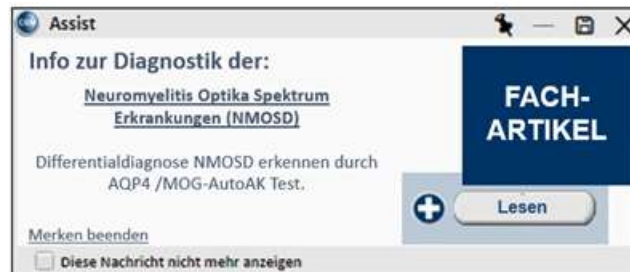 Assist
Info zur Diagnostik der:
Neuromyelitis Optika Spektrum
Erkrankungen (NMOSD)
Differentialdiagnose NMOSD erkennen durch
AQP4 /MOG-AutoAK Test.
FACH-
ARTIKEL
Lesen
Merken beenden
Diese Nachricht nicht mehr anzeigen